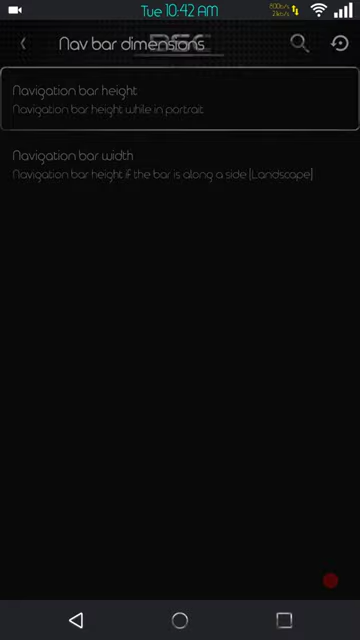 Tue 10:42 AM
Nav bar dimensions
Navigation bar height
Navigation bar height while in portrait
Navigation bar width
Navigation bar height if the bar is along a side [Landscape]